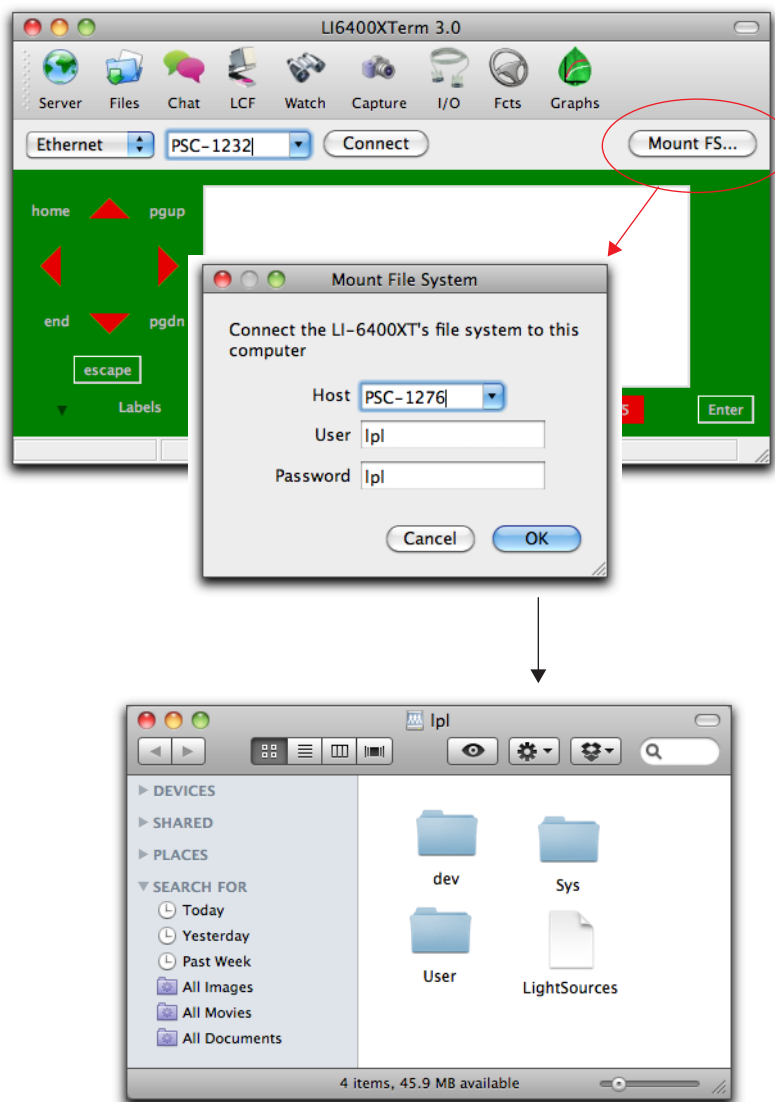 LI6400XTerm 3.0
Server Files Chat LCF Watch Capture I/O Fcts Graphs
Ethernet PSC-1232 Connect Mount FS...
home pgup
end pgdn
escape
Labels S Enter
Mount File System
Connect the LI-6400XT's file system to this
computer
Host PSC-1276
User lpl
Password lpl
Cancel OK
lpl
DEVICES
SHARED
PLACES
SEARCH FOR
Today
Yesterday
Past Week
All Images
All Movies
All Documents
dev Sys
User LightSources
4 items, 45.9 MB available